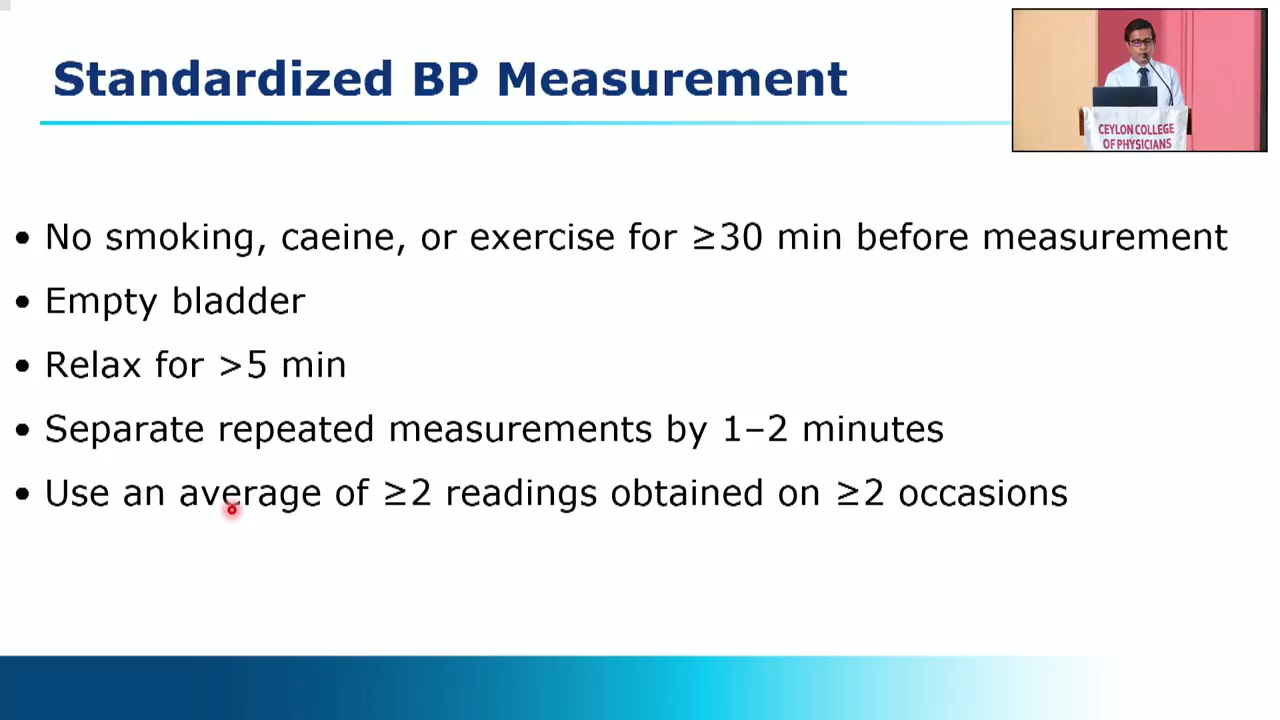 Standardized BP Measurement
CEYLON COLLEGE
OF PHYSICIANS
• No smoking, caeine, or exercise for ≥30 min before measurement
• Empty bladder
• Relax for >5 min
• Separate repeated measurements by 1–2 minutes
• Use an average of ≥2 readings obtained on ≥2 occasions